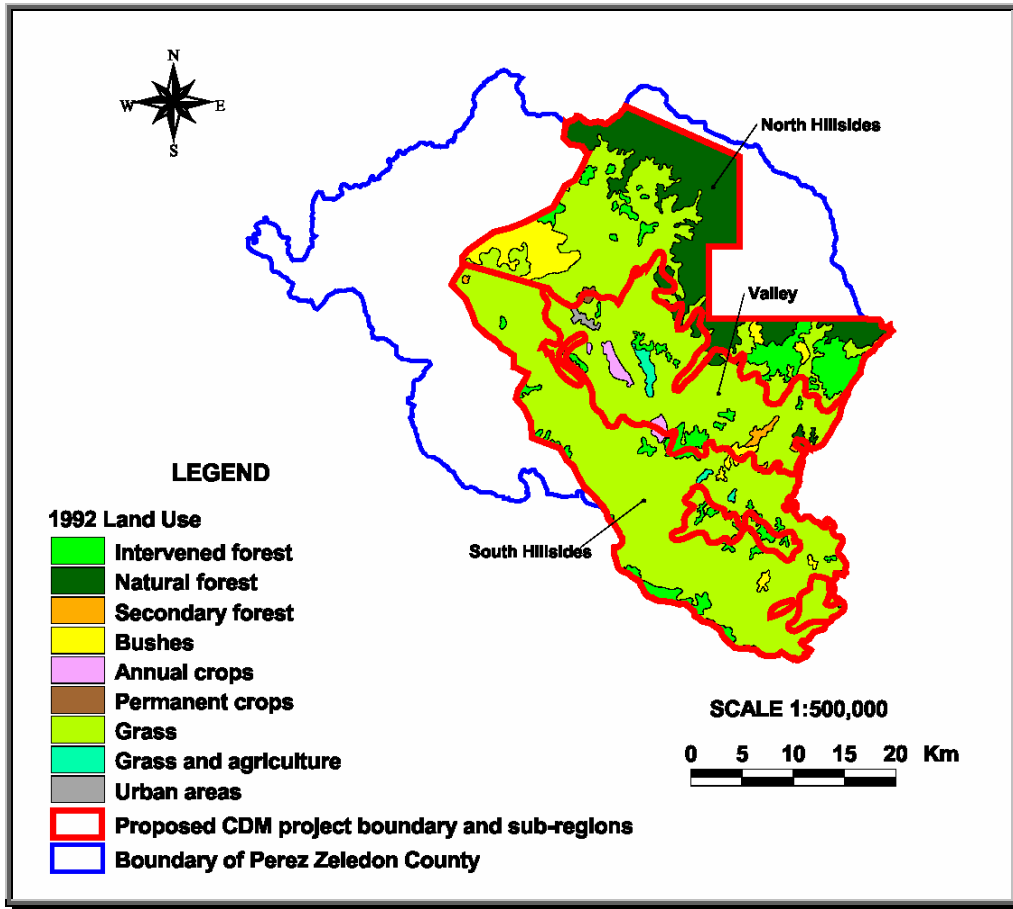 N
W E
S
North Hillsides
Valley
South Hillsides
LEGEND
1992 Land Use
Intervened forest
Natural forest
Secondary forest
Bushes
Annual crops
Permanent crops
Grass
Grass and agriculture
Urban areas
Proposed CDM project boundary and sub-regions
Boundary of Perez Zeledon County
SCALE 1:500,000
0 5 10 15 20 Km